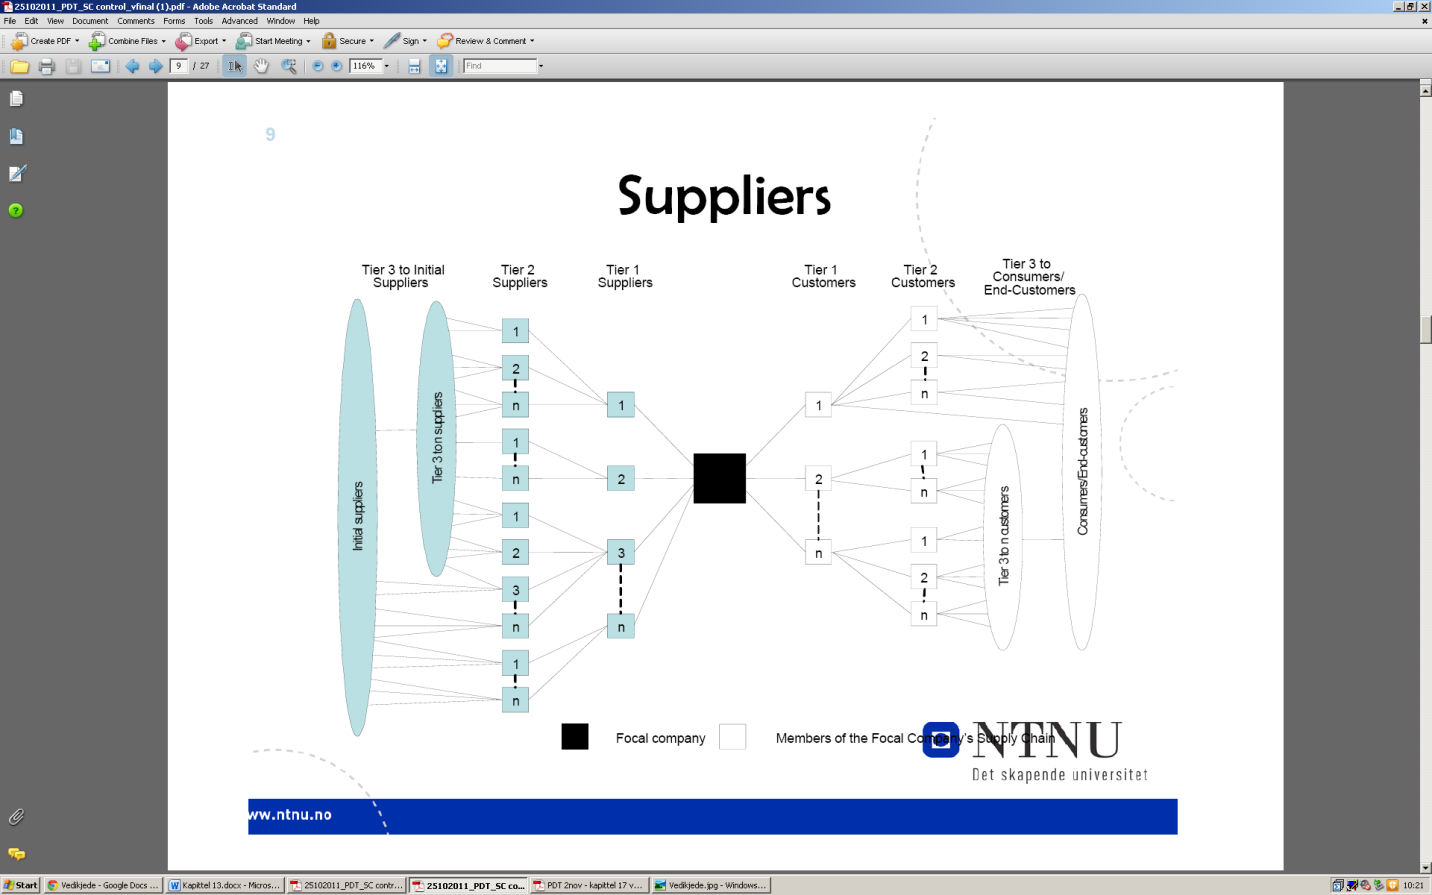 25102011_PDT_SC control_vfinal (1).pdf - Adobe Acrobat Standard
File Edit View Document Comments Forms Tools Advanced Window Help
Create PDF Combine Files Export Start Meeting Secure Sign Review & Comment
9 / 27 116% Find
9
Suppliers
Tier 3 to Initial
Suppliers
Tier 2
Suppliers
Tier 1
Suppliers
Tier 1
Customers
Tier 2
Customers
Tier 3 to
Consumers/
End-Customers
Initial suppliers
Tier 3 to n suppliers
1
2
n
1
n
1
2
3
n
1
n
1
2
3
n
1
2
n
1
2
n
1
n
1
2
n
Tier 3 to n customers
Consumers/End-customers
Focal company
Members of the Focal Company's Supply Chain
NTNU
Det skapende universitet
ww.ntnu.no
Start Vedikjede - Google Docs ... Kapittel 13.docx - Micros... 25102011_PDT_SC contr... 25102011_PDT_SC co... PDT 2nov - kapittel 17 v... Vedikjede.jpg - Windows... 10:21